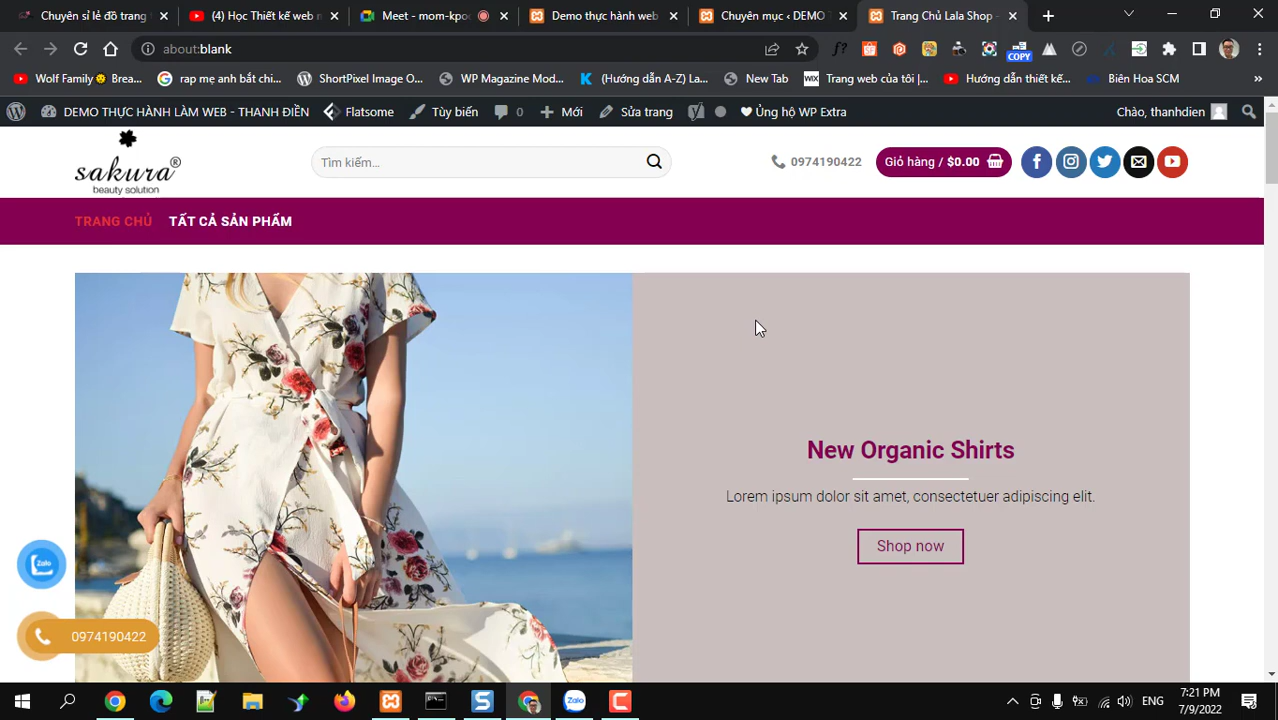 Chuyên sỉ lẻ đồ trang
(4) Học Thiết kế web n
Meet - mom-kpoc
Demo thực hành web
Chuyên mục ‹ DEMO T
Trang Chủ Lala Shop -
about:blank
COPY
Wolf Family🌀 Brea...
rap mẹ anh bắt chi...
ShortPixel Image O...
WP Magazine Mod...
(Hướng dẫn A-Z) La...
New Tab
WIX
Trang web của tôi |...
Hướng dẫn thiết kế...
Biên Hoa SCM
»
DEMO THỰC HÀNH LÀM WEB - THANH ĐIỀN
Flatsome
Tùy biến
0
Mới
Sửa trang
Ủng hộ WP Extra
Chào, thanhdien
sakura®
beauty solution
Tìm kiếm...
0974190422
Giỏ hàng / $0.00
TRANG CHỦ
TẤT CẢ SẢN PHẨM
New Organic Shirts
Lorem ipsum dolor sit amet, consectetuer adipiscing elit.
Shop now
Zalo
0974190422
Zalo
ENG
7:21 PM
7/9/2022